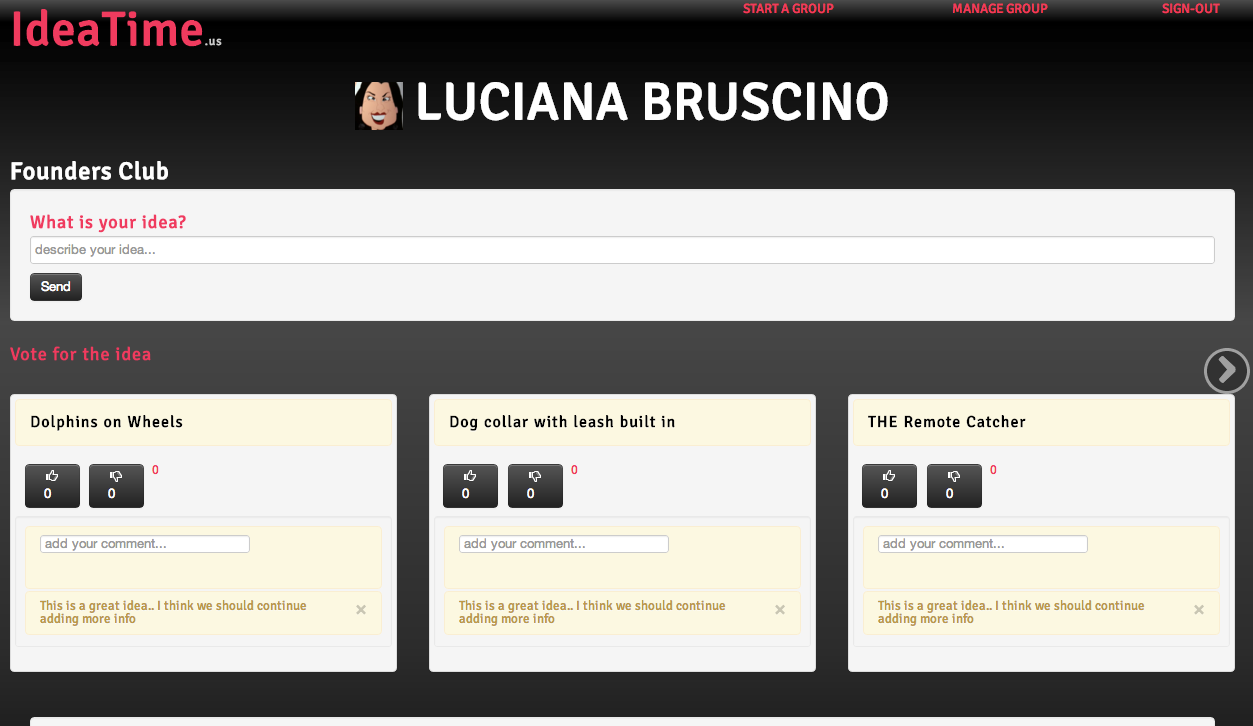 START A GROUP MANAGE GROUP SIGN-OUT
IdeaTime.us
LUCIANA BRUSCINO
Founders Club
What is your idea?
describe your idea...
Send
Vote for the idea
Dolphins on Wheels
0 0 0
add your comment...
This is a great idea.. I think we should continue
adding more info ×
Dog collar with leash built in
0 0 0
add your comment...
This is a great idea.. I think we should continue
adding more info ×
THE Remote Catcher
0 0 0
add your comment...
This is a great idea.. I think we should continue
adding more info ×